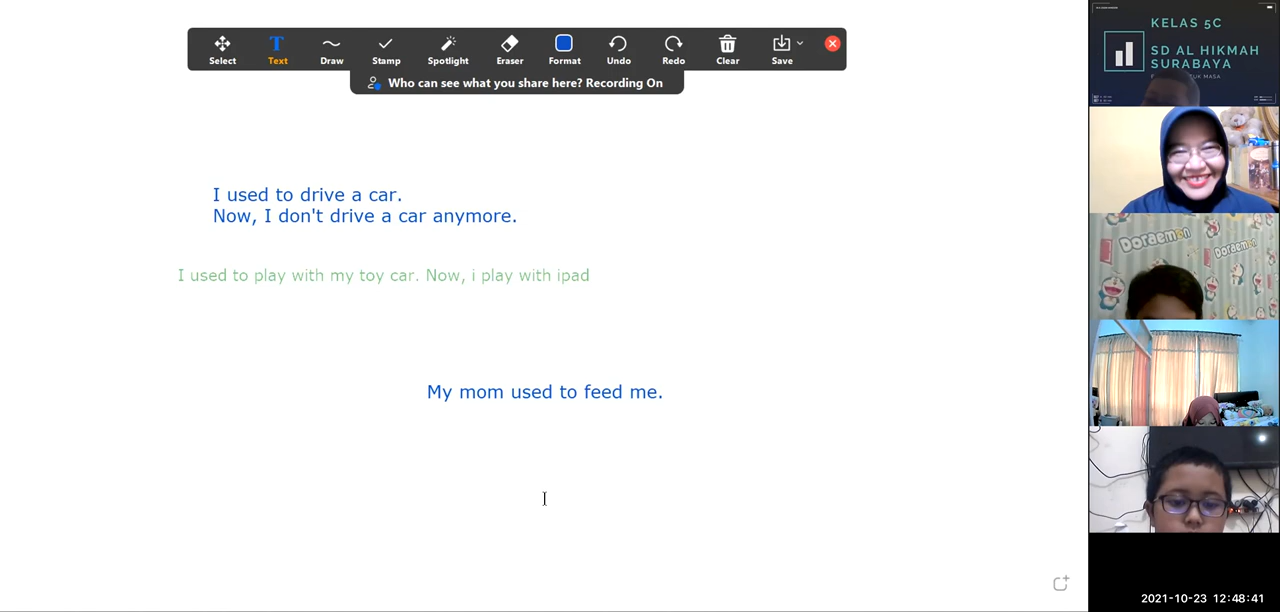 Select
Text
Draw
Stamp
Spotlight
Eraser
Format
Undo
Redo
Clear
Save
Who can see what you share here? Recording On
I used to drive a car.
Now, I don't drive a car anymore.
I used to play with my toy car. Now, i play with ipad
My mom used to feed me.
KELAS 5C
SD AL HIKMAH
SURABAYA
Doraemon
Doraemon
2021-10-23 12:48:41